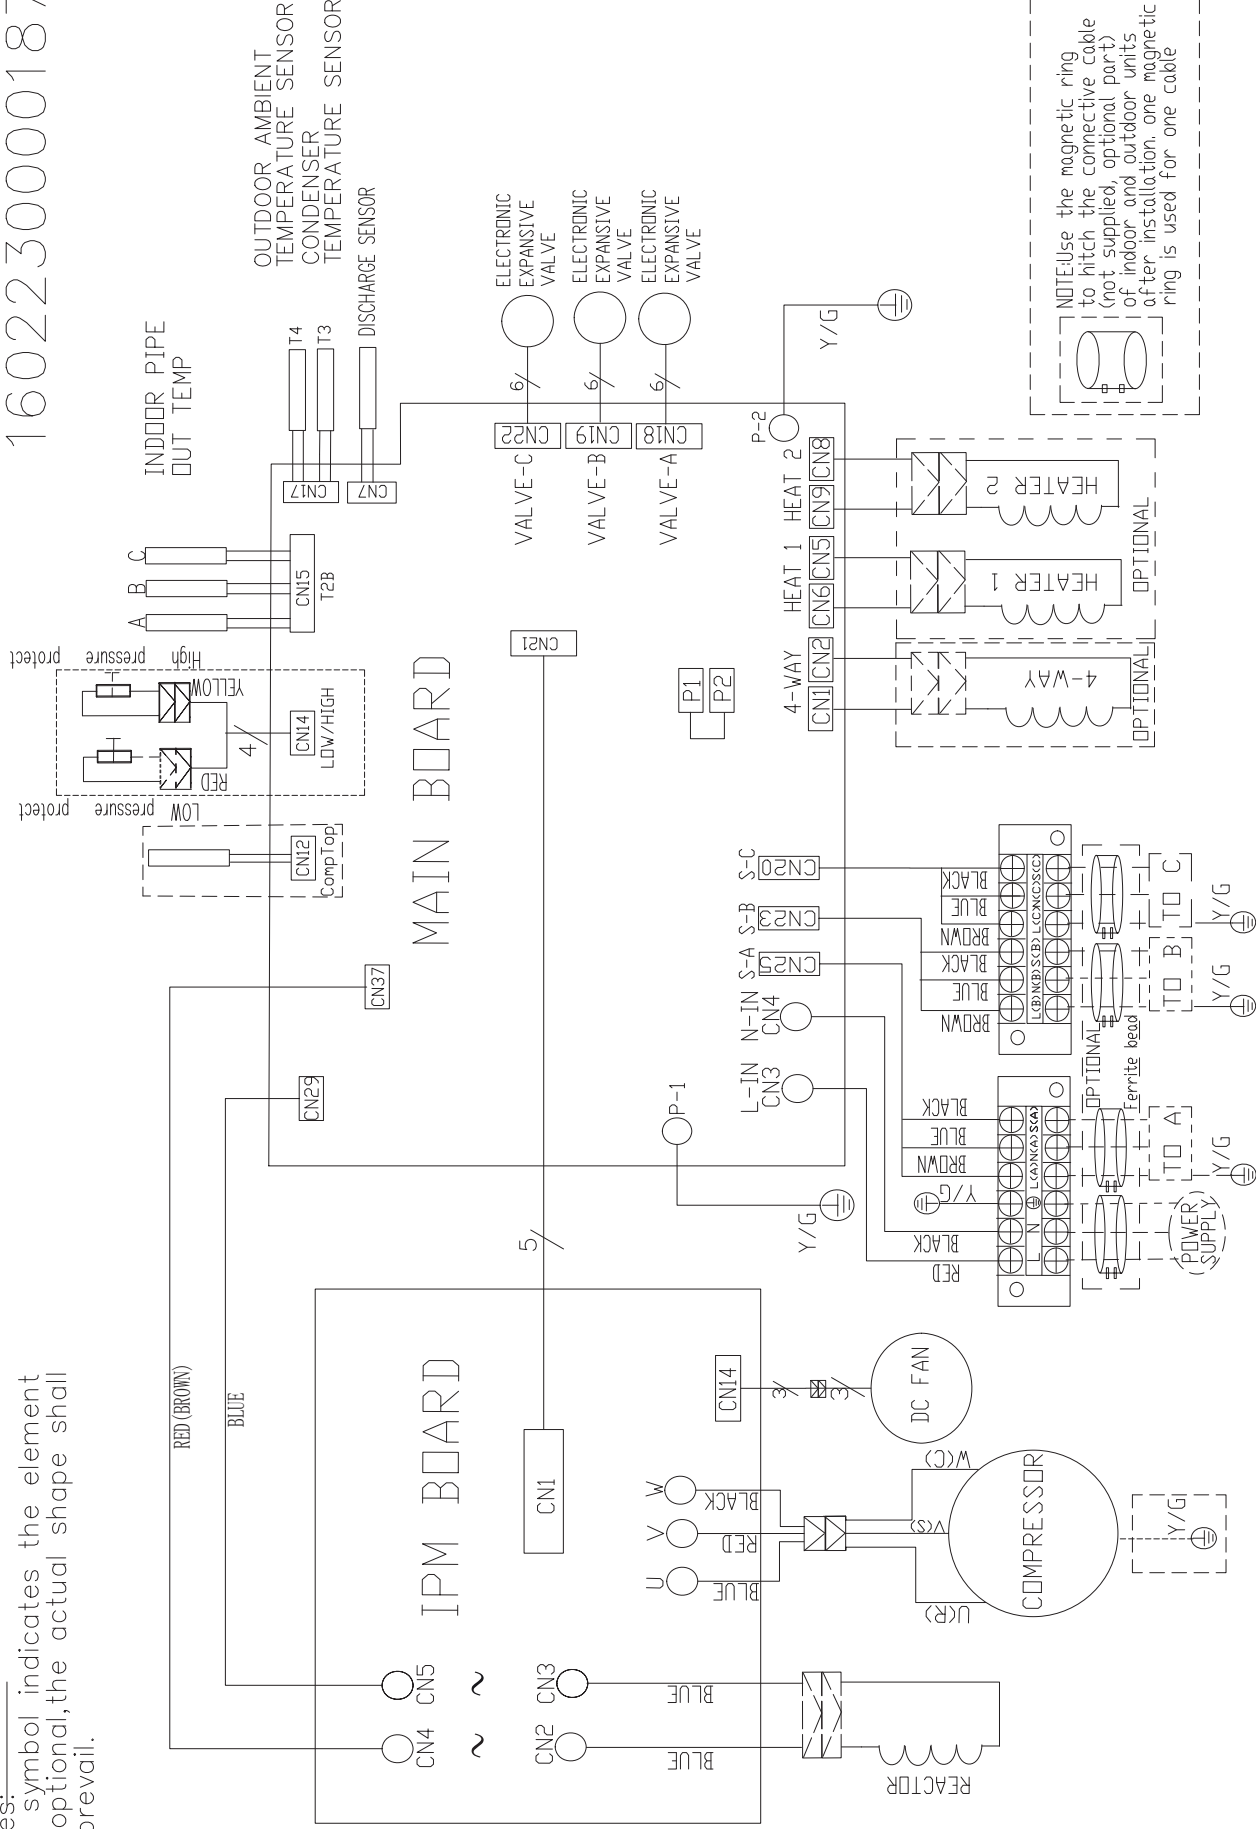 es:
symbol indicates the element
optional,the actual shape shall
prevail.
1602230000187
OUTDOOR AMBIENT
TEMPERATURE SENSOR
CONDENSER
TEMPERATURE SENSOR
DISCHARGE SENSOR
INDOOR PIPE
OUT TEMP
T4
T3
CN17
CN7
A
B
C
CN15
T2B
High pressure protect
YELLOW
RED
4
CN14
LOW/HIGH
LOW pressure protect
CN12
CompTop
CN37
CN29
RED(BROWN)
BLUE
MAIN BOARD
CN21
5
ELECTRONIC
EXPANSIVE
VALVE
6
CN22
VALVE-C
ELECTRONIC
EXPANSIVE
VALVE
6
CN19
VALVE-B
ELECTRONIC
EXPANSIVE
VALVE
6
CN18
VALVE-A
P-2
Y/G
P1
P2
4-WAY
CN1
CN2
HEAT 1
CN6
CN5
HEAT 2
CN9
CN8
4-WAY
OPTIONAL
HEATER 1
HEATER 2
OPTIONAL
NOTE:Use the magnetic ring
to hitch the connective cable
(not supplied, optional part)
of indoor and outdoor units
after installation. one magnetic
ring is used for one cable
P-1
Y/G
L-IN
CN3
N-IN
CN4
S-A
CN25
S-B
CN23
S-C
CN20
RED
BLACK
Y/G
BROWN
BLUE
BLACK
L
N
L(A)
N(A)
S(A)
BROWN
BLUE
BLACK
BROWN
BLUE
BLACK
L(B)
N(B)
S(B)
L(C)
N(C)
S(C)
OPTIONAL
Ferrite bead
POWER
SUPPLY
TO A
Y/G
TO B
Y/G
TO C
Y/G
IPM BOARD
CN1
CN14
3
3
DC FAN
CN4
CN5
~
~
CN2
CN3
BLUE
BLUE
REACTOR
U
V
W
BLUE
RED
BLACK
U(R)
V(S)
W(C)
COMPRESSOR
Y/G